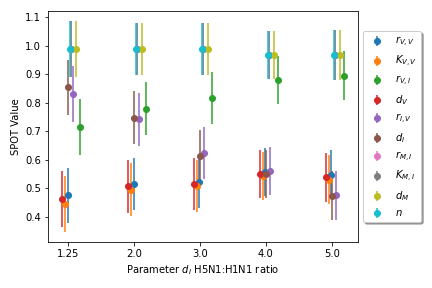 1.1
1.0
0.9
0.8
0.7
0.6
0.5
0.4
SPOT Value
1.25
2.0
3.0
4.0
5.0
Parameter d_I H5N1:H1N1 ratio
r_{V,V}
K_{V,V}
r_{V,I}
d_V
r_{I,V}
d_I
r_{M,I}
K_{M,I}
d_M
n